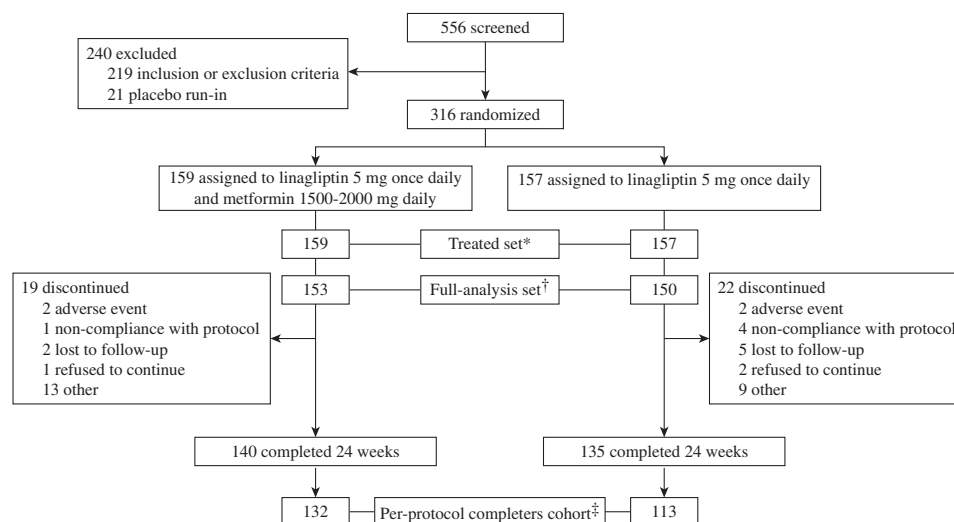 556 screened
240 excluded
219 inclusion or exclusion criteria
21 placebo run-in
316 randomized
159 assigned to linagliptin 5 mg once daily
and metformin 1500-2000 mg daily
157 assigned to linagliptin 5 mg once daily
159
Treated set*
157
153
Full-analysis set†
150
19 discontinued
2 adverse event
1 non-compliance with protocol
2 lost to follow-up
1 refused to continue
13 other
22 discontinued
2 adverse event
4 non-compliance with protocol
5 lost to follow-up
2 refused to continue
9 other
140 completed 24 weeks
135 completed 24 weeks
132
Per-protocol completers cohort‡
113